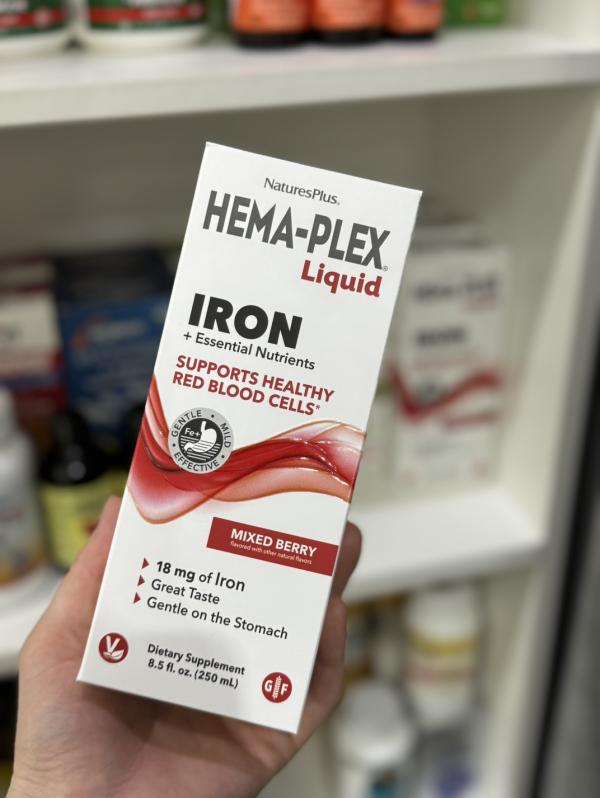 NaturesPlus®
HEMA-PLEX®
Liquid
IRON
+ Essential Nutrients
SUPPORTS HEALTHY
RED BLOOD CELLS*
GENTLE • MILD • EFFECTIVE •
Fe+
MIXED BERRY
flavored with other natural flavors
18 mg of Iron
Great Taste
Gentle on the Stomach
V
Dietary Supplement
8.5 fl. oz. (250 mL)
GF